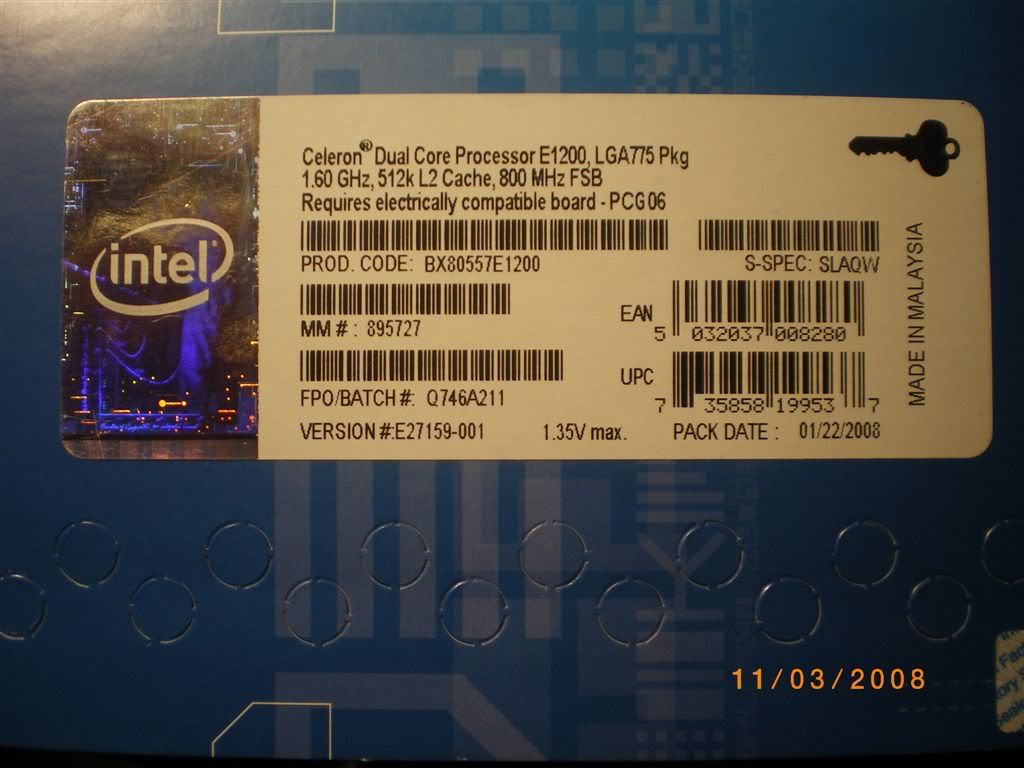 Celeron® Dual Core Processor E1200, LGA775 Pkg
1.60 GHz, 512k L2 Cache, 800 MHz FSB
Requires electrically compatible board - PCG06
intel®
PROD. CODE: BX80557E1200
S-SPEC: SLAQW
MM # : 895727
EAN
5 032037 008280
FPO/BATCH #: Q746A211
UPC
7 35858 19953 7
VERSION #:E27159-001 1.35V max. PACK DATE : 01/22/2008
MADE IN MALAYSIA
11/03/2008